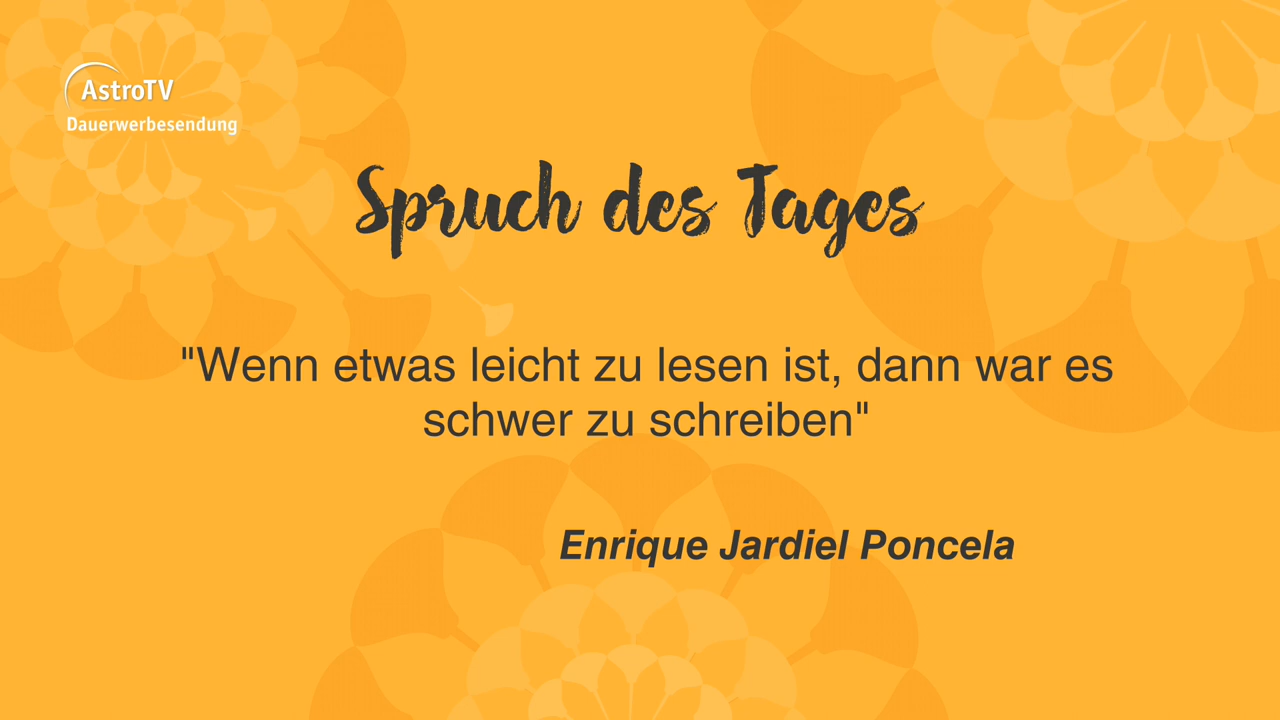 AstroTV
Dauerwerbesendung
Spruch des Tages
"Wenn etwas leicht zu lesen ist, dann war es
schwer zu schreiben"
Enrique Jardiel Poncela